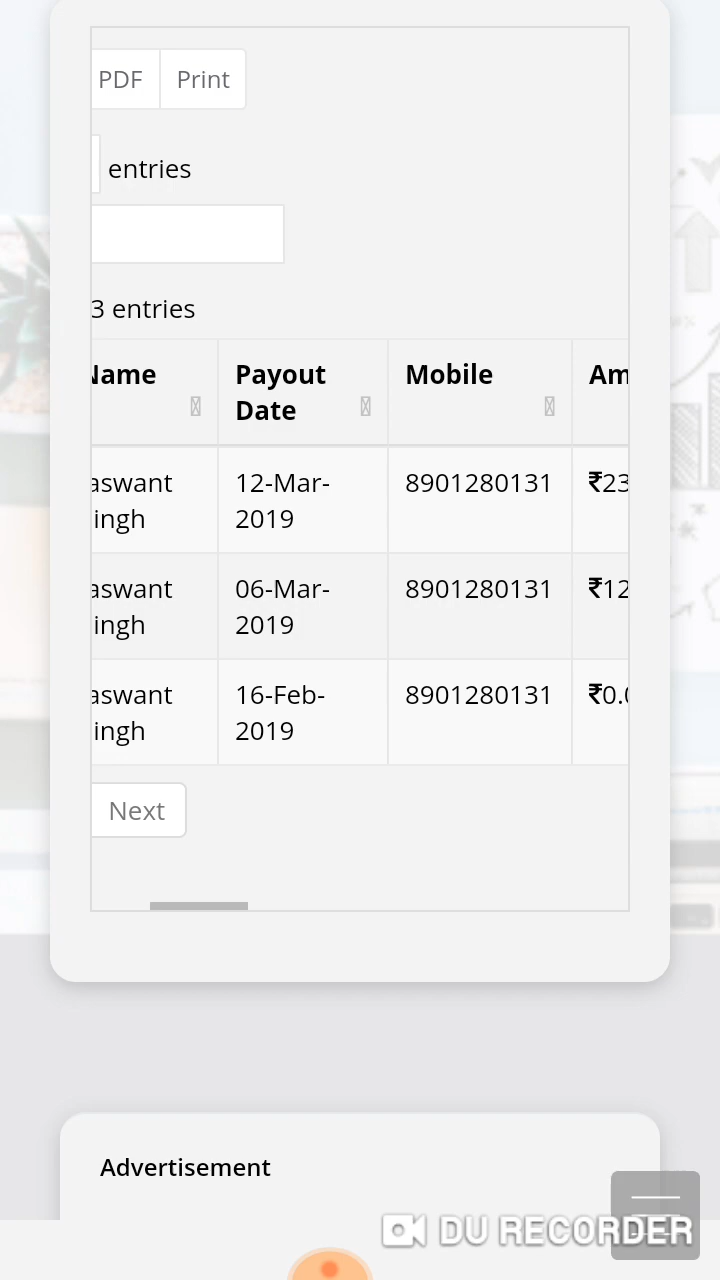 PDF Print
entries
3 entries
Name Payout Date Mobile Am
aswant ingh 12-Mar-2019 8901280131 ₹23
aswant ingh 06-Mar-2019 8901280131 ₹12
aswant ingh 16-Feb-2019 8901280131 ₹0.0
Next
Advertisement
DU RECORDER